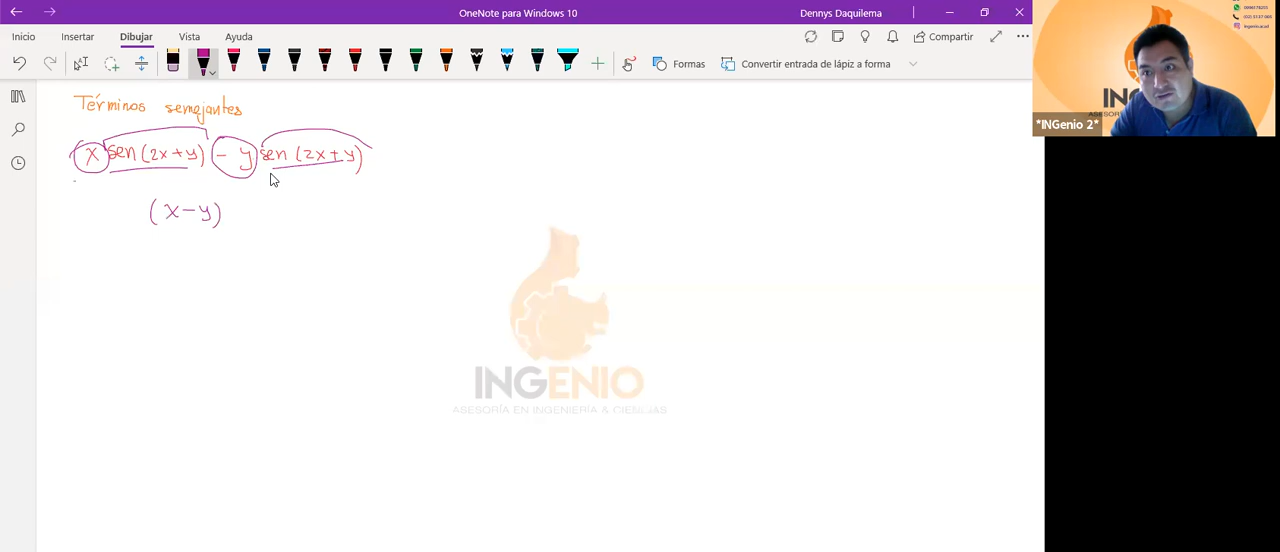 OneNote para Windows 10
Dennys Daquilema
Inicio
Insertar
Dibujar
Vista
Ayuda
Compartir
Formas
Convertir entrada de lápiz a forma
Términos semejantes
x sen (2x+y) - y sen (2x+y)
(x-y)
INGENIO
ASESORÍA EN INGENIERÍA & CIENCIAS
ING
*INGenio 2*